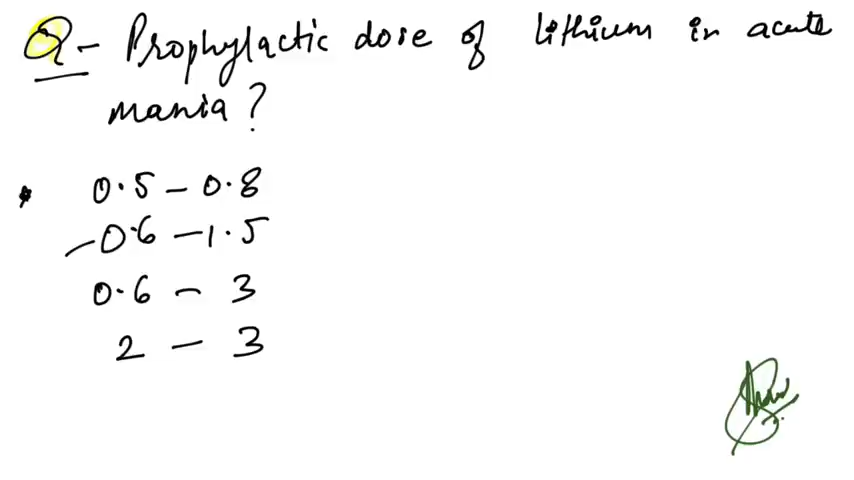 Q- Prophylactic dose of lithium in acute
mania?
* 0.5 - 0.8
-0.6 - 1.5
0.6 - 3
2 - 3